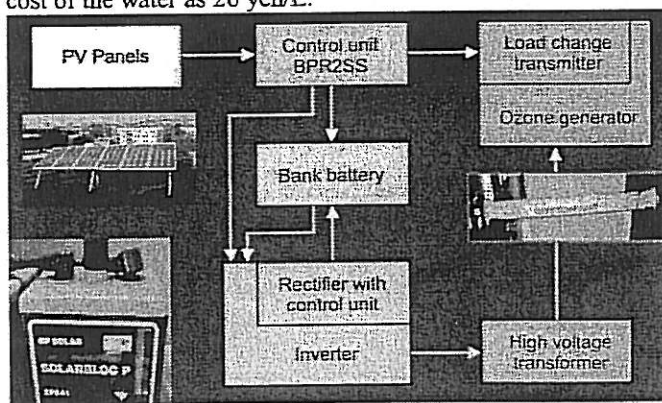 cost of the water as 20 yen/L.
PV Panels
Control unit
BPR2SS
Load change
transmitter
Ozone generator
Bank battery
Rectifier with
control unit
Inverter
High voltage
transformer
SOLAR
SOLARBLOC P